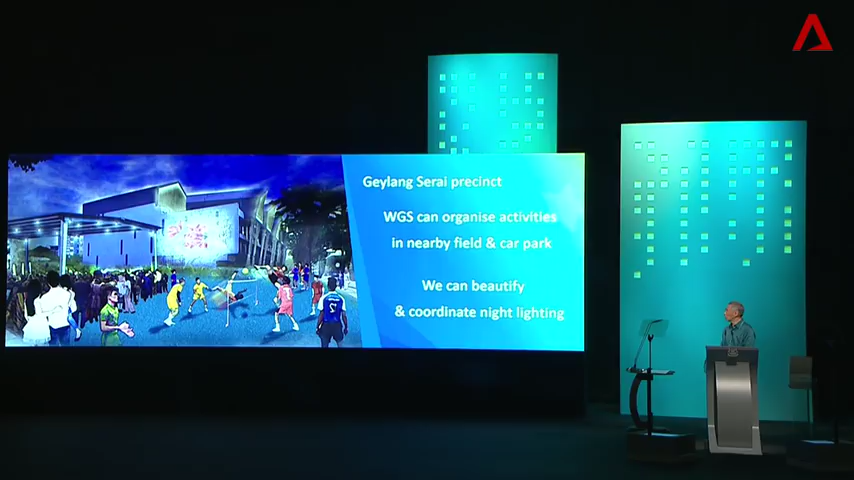 Geylang Serai precinct
WGS can organise activities
in nearby field & car park
We can beautify
& coordinate night lighting